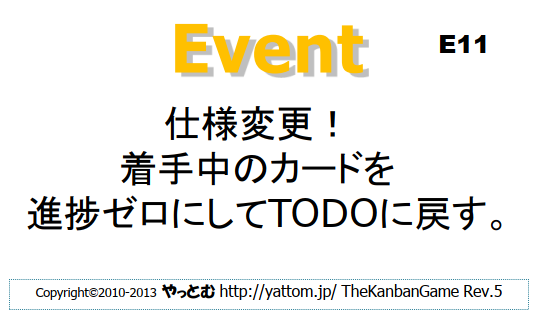 Event
E11
仕様変更！
着手中のカードを
進捗ゼロにしてTODOに戻す。
Copyright©2010-2013 やっとむ http://yattom.jp/ TheKanbanGame Rev.5